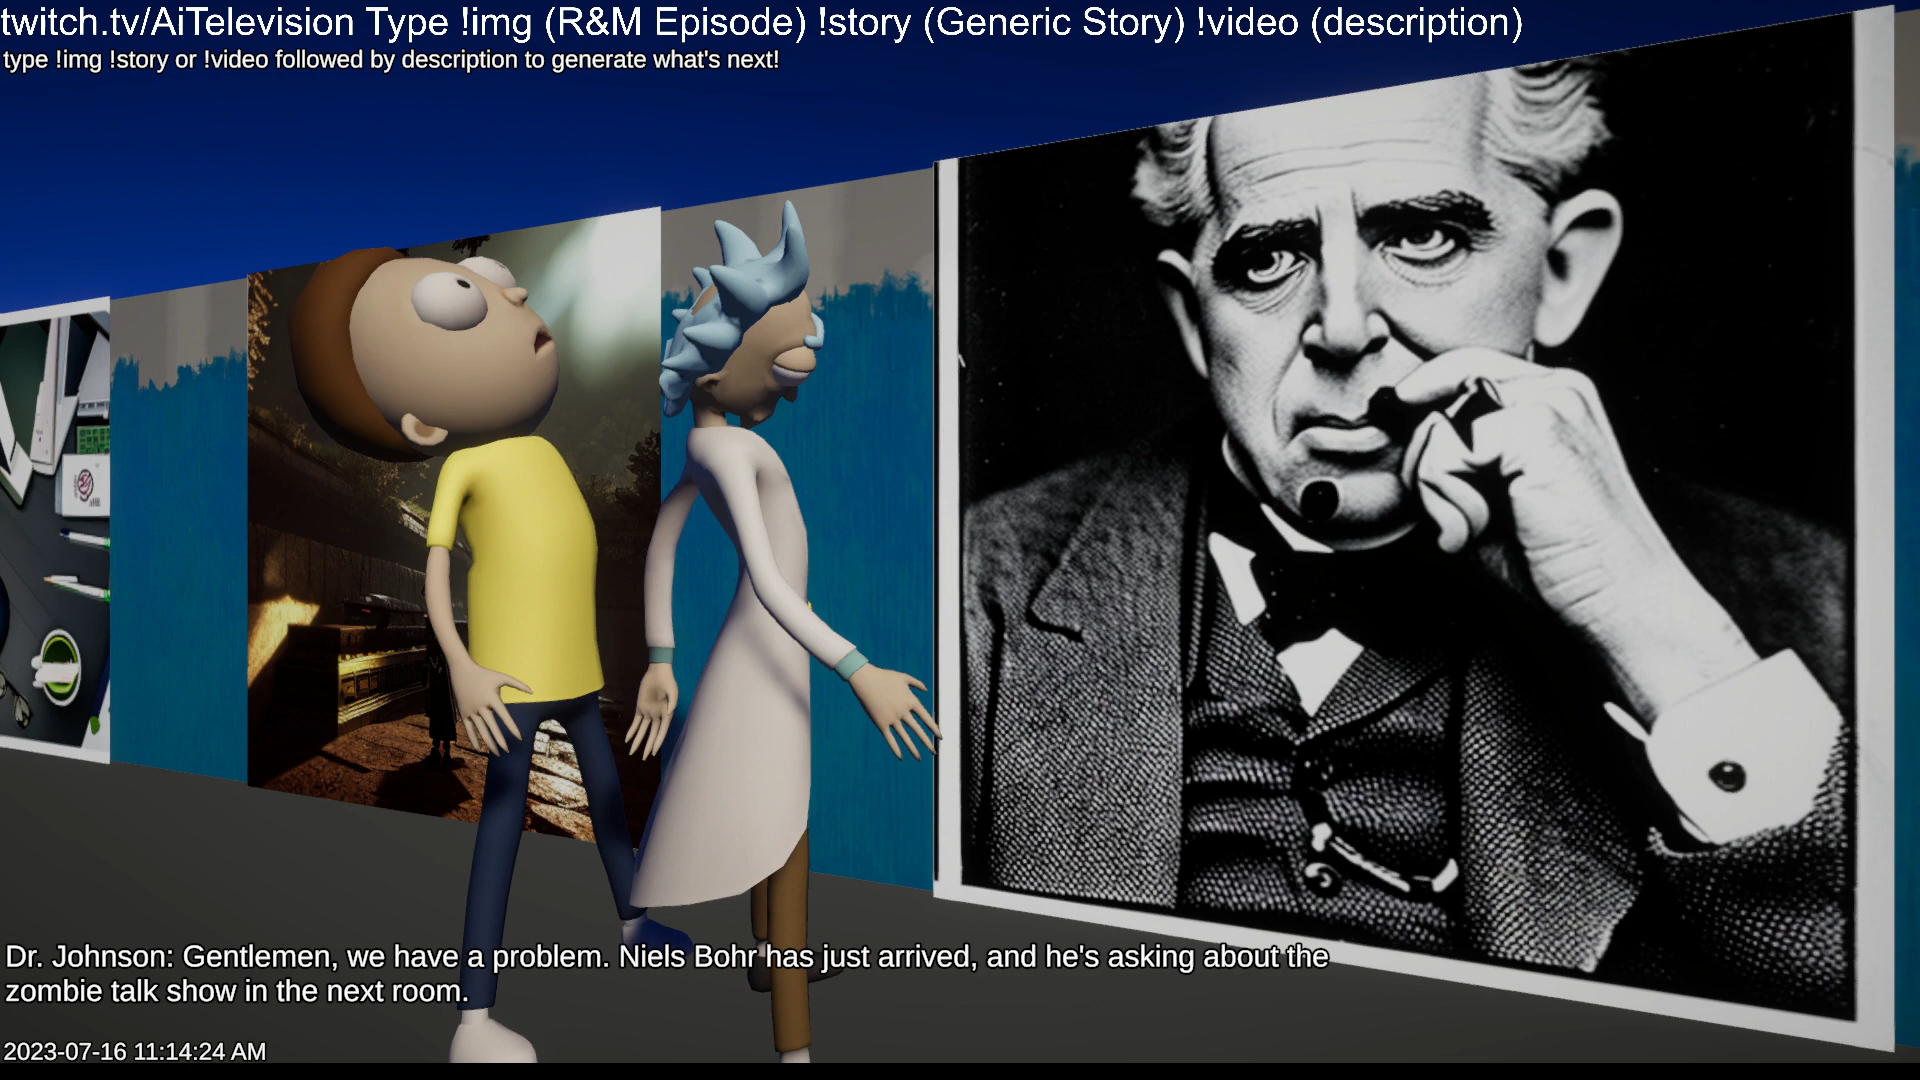 twitch.tv/AiTelevision Type !img (R&M Episode) !story (Generic Story) !video (description)
type !img !story or !video followed by description to generate what's next!
Dr. Johnson: Gentlemen, we have a problem. Niels Bohr has just arrived, and he's asking about the
zombie talk show in the next room.
2023-07-16 11:14:24 AM